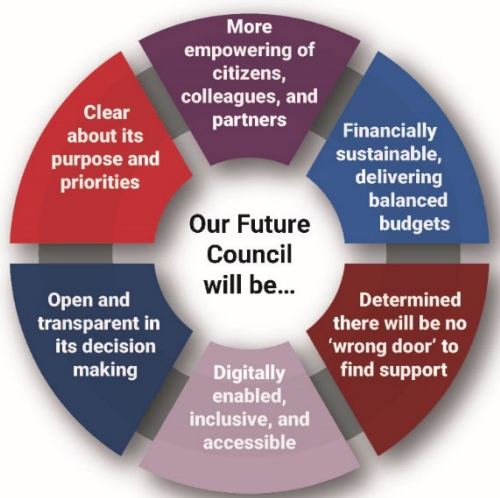 More
empowering of
citizens,
colleagues, and
partners
Financially
sustainable,
delivering
balanced
budgets
Determined
there will be no
‘wrong door’ to
find support
Digitally
enabled,
inclusive, and
accessible
Open and
transparent in
its decision
making
Clear
about its
purpose and
priorities
Our Future
Council
will be...